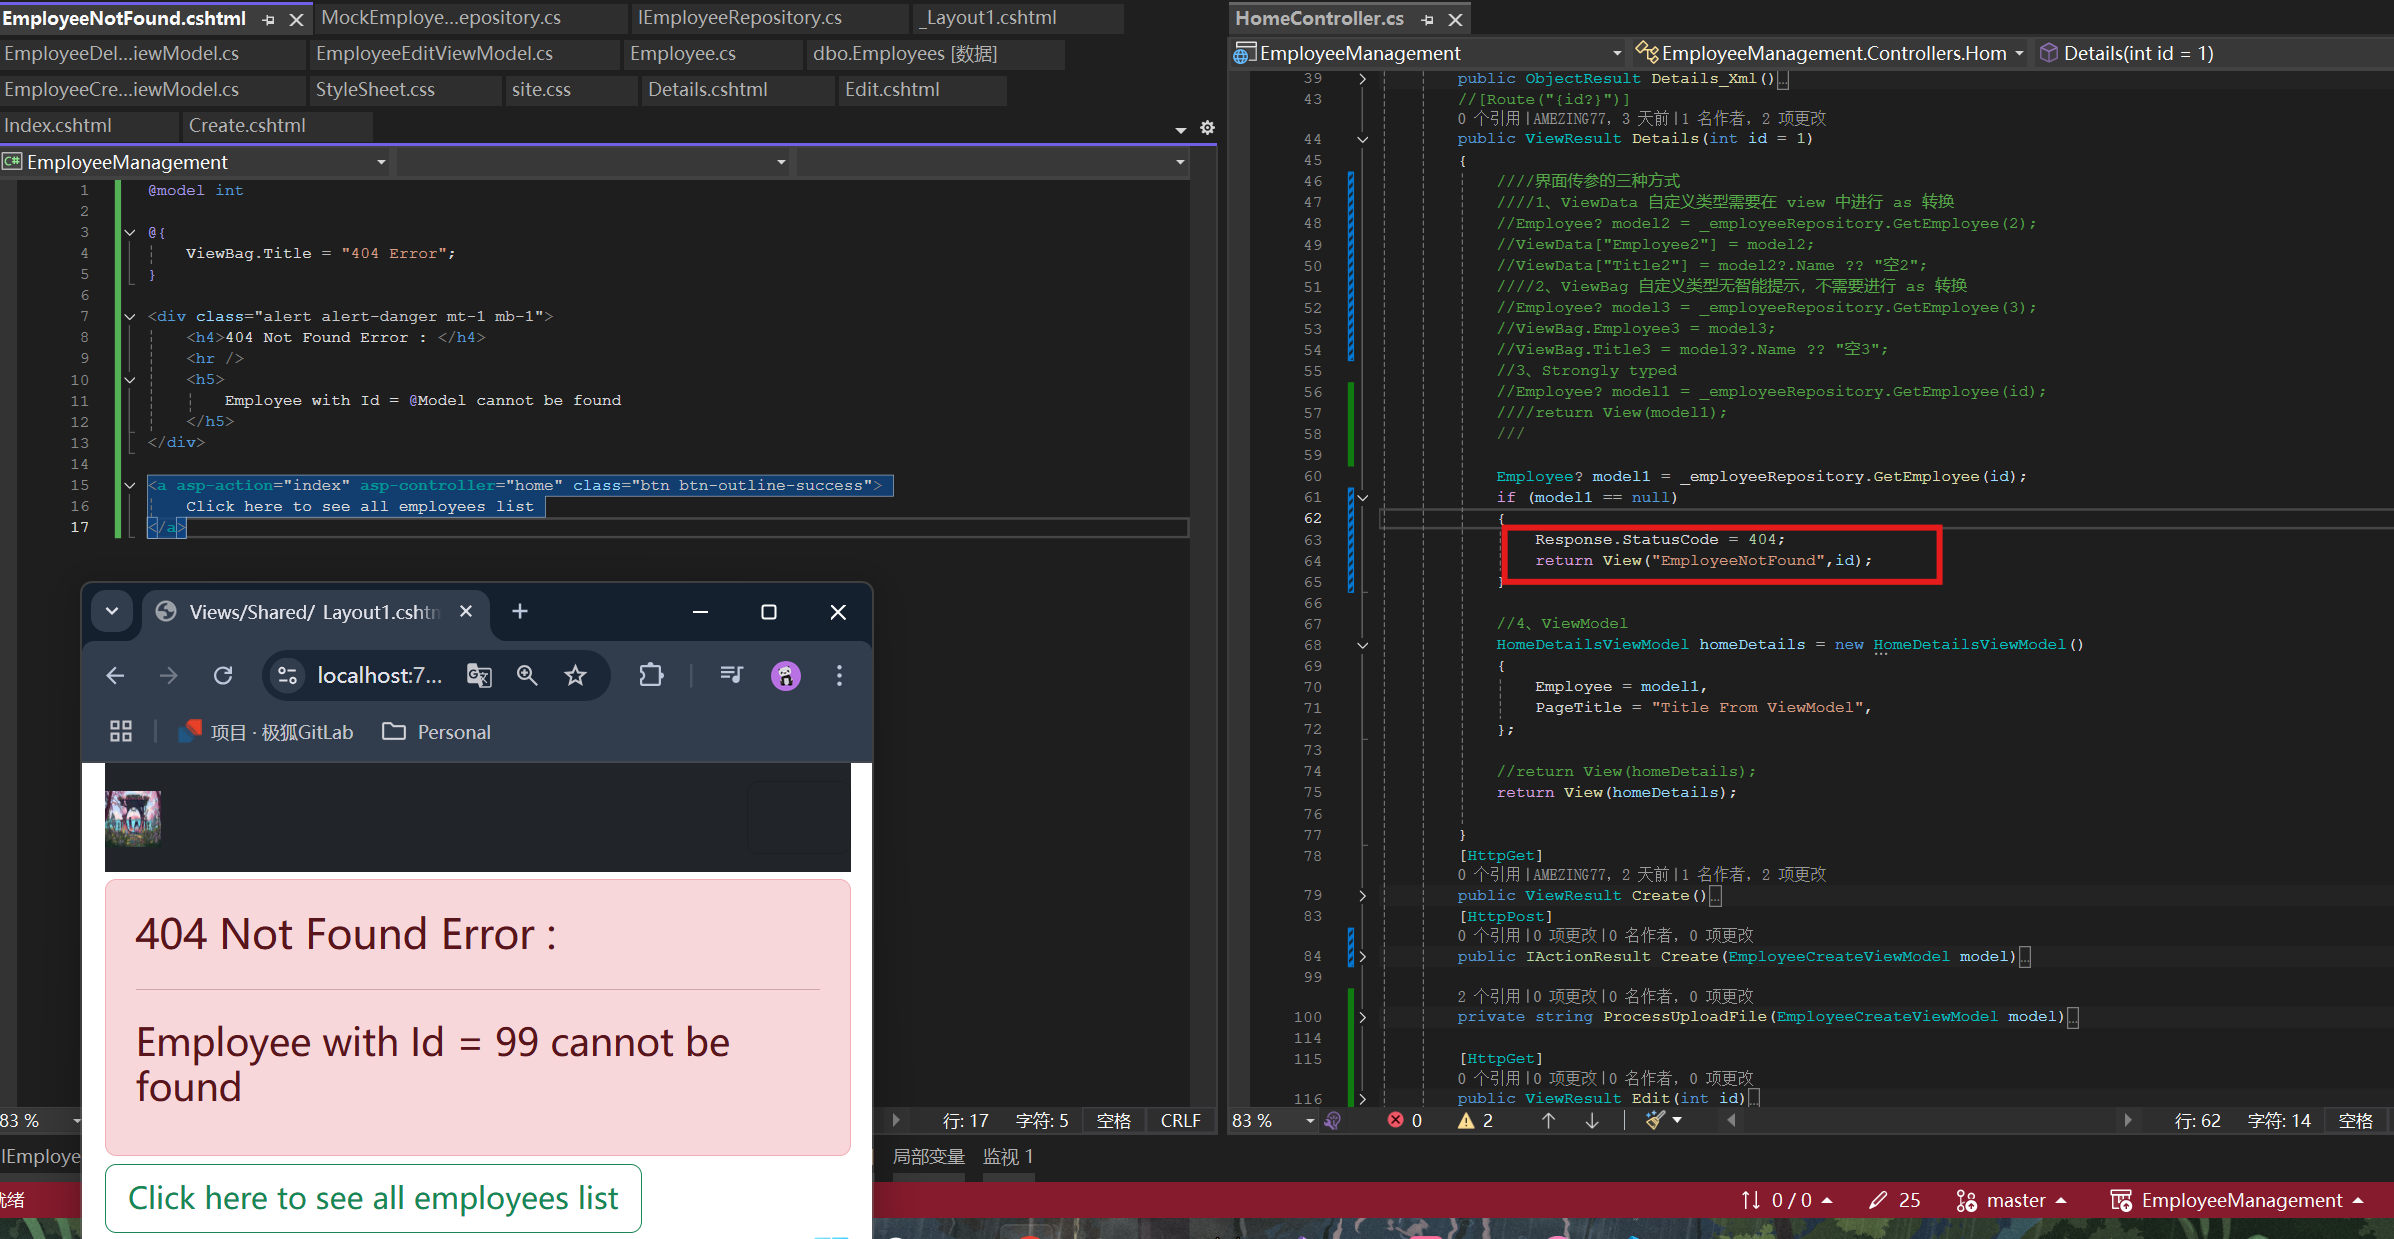 EmployeeNotFound.cshtml
MockEmploye...epository.cs
IEmployeeRepository.cs
_Layout1.cshtml
EmployeeDel...iewModel.cs
EmployeeEditViewModel.cs
Employee.cs
dbo.Employees [数据]
EmployeeCre...iewModel.cs
StyleSheet.css
site.css
Details.cshtml
Edit.cshtml
Index.cshtml
Create.cshtml
C# EmployeeManagement
1 @model int
2
3 @{
4 ViewBag.Title = "404 Error";
5 }
6
7 <div class="alert alert-danger mt-1 mb-1">
8 <h4>404 Not Found Error : </h4>
9 <hr />
10 <h5>
11 Employee with Id = @Model cannot be found
12 </h5>
13 </div>
14
15 <a asp-action="index" asp-controller="home" class="btn btn-outline-success">
16 Click here to see all employees list
17 </a>
Views/Shared/_Layout1.cshtm
localhost:7...
项目 · 极狐GitLab
Personal
404 Not Found Error :
Employee with Id = 99 cannot be
found
Click here to see all employees list
83 %
行: 17 字符: 5 空格 CRLF
IEmploye
局部变量 监视 1
就绪
HomeController.cs
EmployeeManagement
EmployeeManagement.Controllers.Hom
Details(int id = 1)
39 public ObjectResult Details_Xml()...
43 //[Route("{id?}")]
0 个引用|AMEZING77，3 天前|1 名作者，2 项更改
44 public ViewResult Details(int id = 1)
45 {
46 ////界面传参的三种方式
47 ////1、ViewData 自定义类型需要在 view 中进行 as 转换
48 //Employee? model2 = _employeeRepository.GetEmployee(2);
49 //ViewData["Employee2"] = model2;
50 //ViewData["Title2"] = model2?.Name ?? "空2";
51 ////2、ViewBag 自定义类型无智能提示，不需要进行 as 转换
52 //Employee? model3 = _employeeRepository.GetEmployee(3);
53 //ViewBag.Employee3 = model3;
54 //ViewBag.Title3 = model3?.Name ?? "空3";
55 //3、Strongly typed
56 //Employee? model1 = _employeeRepository.GetEmployee(id);
57 ////return View(model1);
58 ///
59
60 Employee? model1 = _employeeRepository.GetEmployee(id);
61 if (model1 == null)
62 {
63 Response.StatusCode = 404;
64 return View("EmployeeNotFound",id);
65 }
66
67 //4、ViewModel
68 HomeDetailsViewModel homeDetails = new HomeDetailsViewModel()
69 {
70 Employee = model1,
71 PageTitle = "Title From ViewModel",
72 };
73
74 //return View(homeDetails);
75 return View(homeDetails);
76
77 }
78 [HttpGet]
0 个引用|AMEZING77，2 天前|1 名作者，2 项更改
79 public ViewResult Create()...
83 [HttpPost]
0 个引用|0 项更改|0 名作者，0 项更改
84 public IActionResult Create(EmployeeCreateViewModel model)...
99
2 个引用|0 项更改|0 名作者，0 项更改
100 private string ProcessUploadFile(EmployeeCreateViewModel model)...
114
115 [HttpGet]
0 个引用|0 项更改|0 名作者，0 项更改
116 public ViewResult Edit(int id)...
83 %
0
2
行: 62 字符: 14 空格
0 / 0
25
master
EmployeeManagement